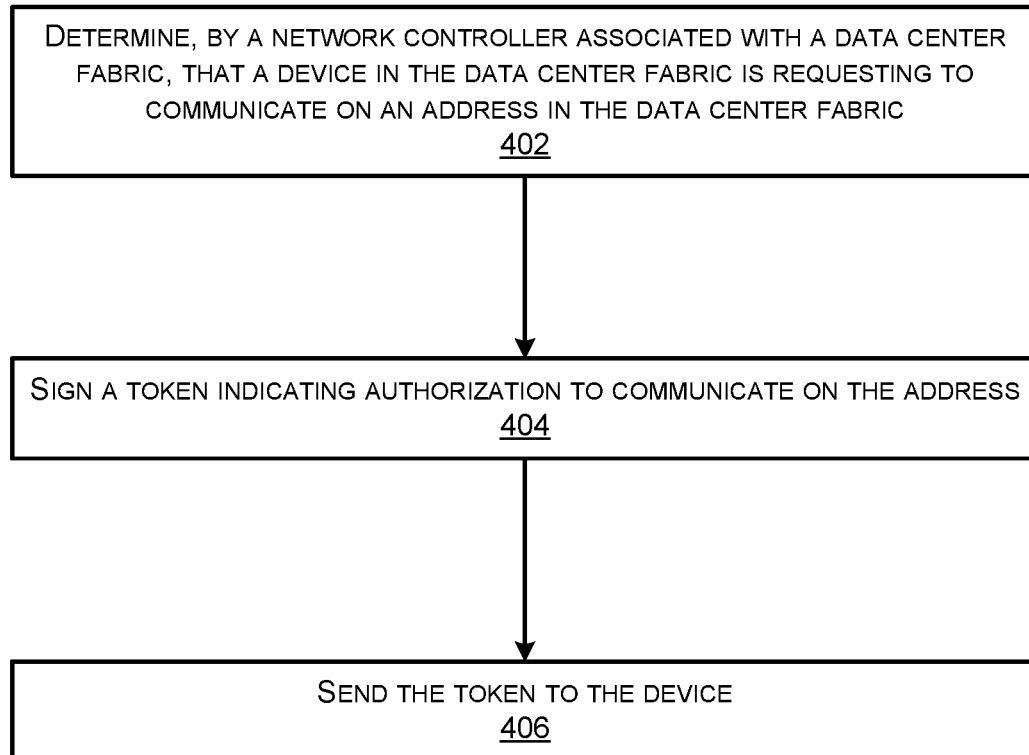 DETERMINE, BY A NETWORK CONTROLLER ASSOCIATED WITH A DATA CENTER
FABRIC, THAT A DEVICE IN THE DATA CENTER FABRIC IS REQUESTING TO
COMMUNICATE ON AN ADDRESS IN THE DATA CENTER FABRIC
402
SIGN A TOKEN INDICATING AUTHORIZATION TO COMMUNICATE ON THE ADDRESS
404
SEND THE TOKEN TO THE DEVICE
406